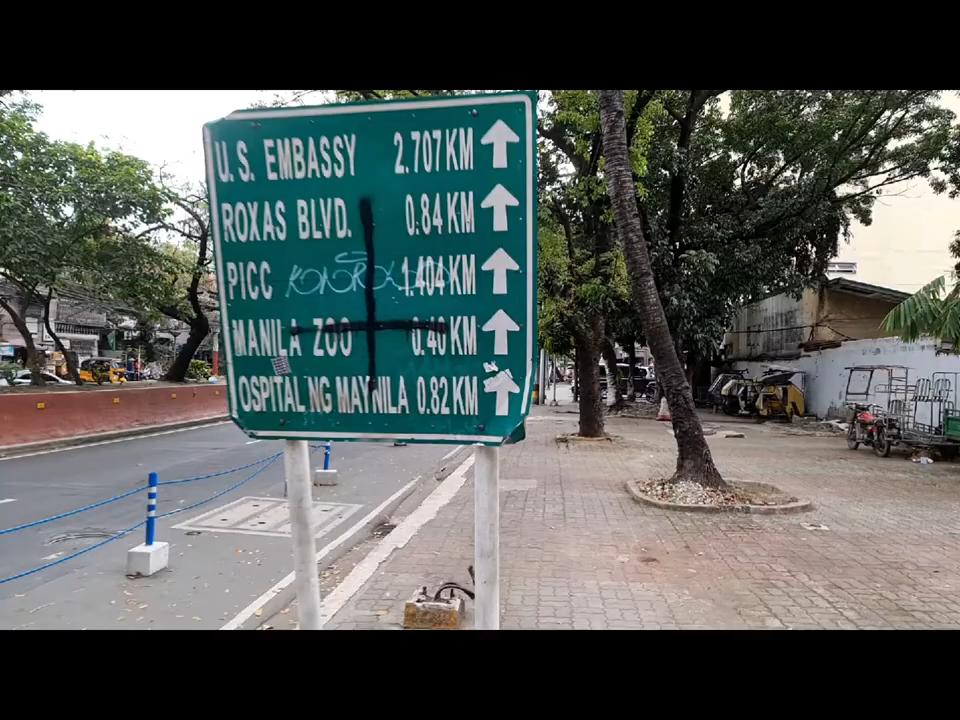 U.S. EMBASSY 2.707 KM
ROXAS BLVD. 0.84 KM
PICC 1.404 KM
MANILA ZOO 0.40 KM
OSPITAL NG MAYNILA 0.82 KM